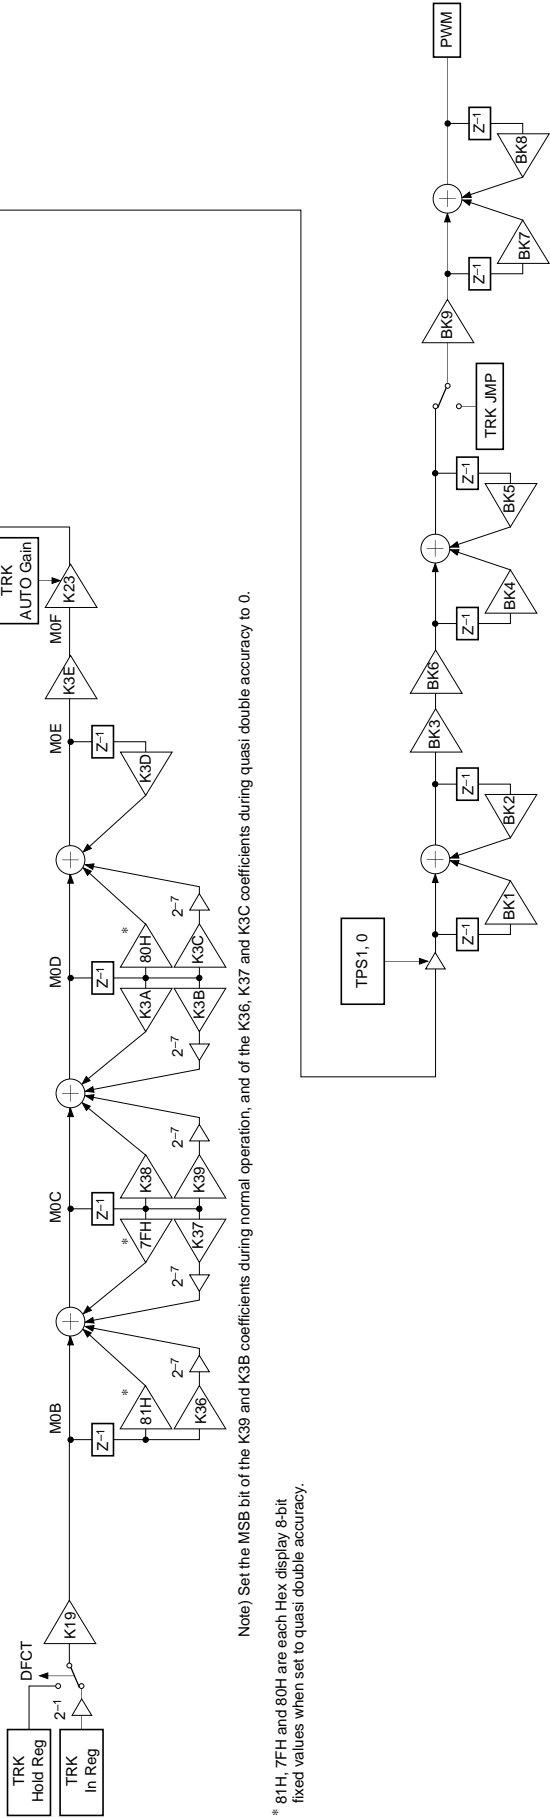 TRK
Hold Reg
TRK
In Reg
DFCT
2–1
K19
M0B
Z–1
81H
*
K36
2–7
7FH
*
K37
2–7
M0C
Z–1
K38
K39
2–7
K3A
K3B
2–7
M0D
Z–1
80H
*
K3C
2–7
K3D
Z–1
M0E
K3E
M0F
K23
TRK
AUTO Gain
Note) Set the MSB bit of the K39 and K3B coefficients during normal operation, and of the K36, K37 and K3C coefficients during quasi double accuracy to 0.
* 81H, 7FH and 80H are each Hex display 8-bit
fixed values when set to quasi double accuracy.
TPS1, 0
Z–1
BK1
Z–1
BK2
BK3
BK6
Z–1
BK4
Z–1
BK5
TRK JMP
BK9
Z–1
BK7
Z–1
BK8
PWM